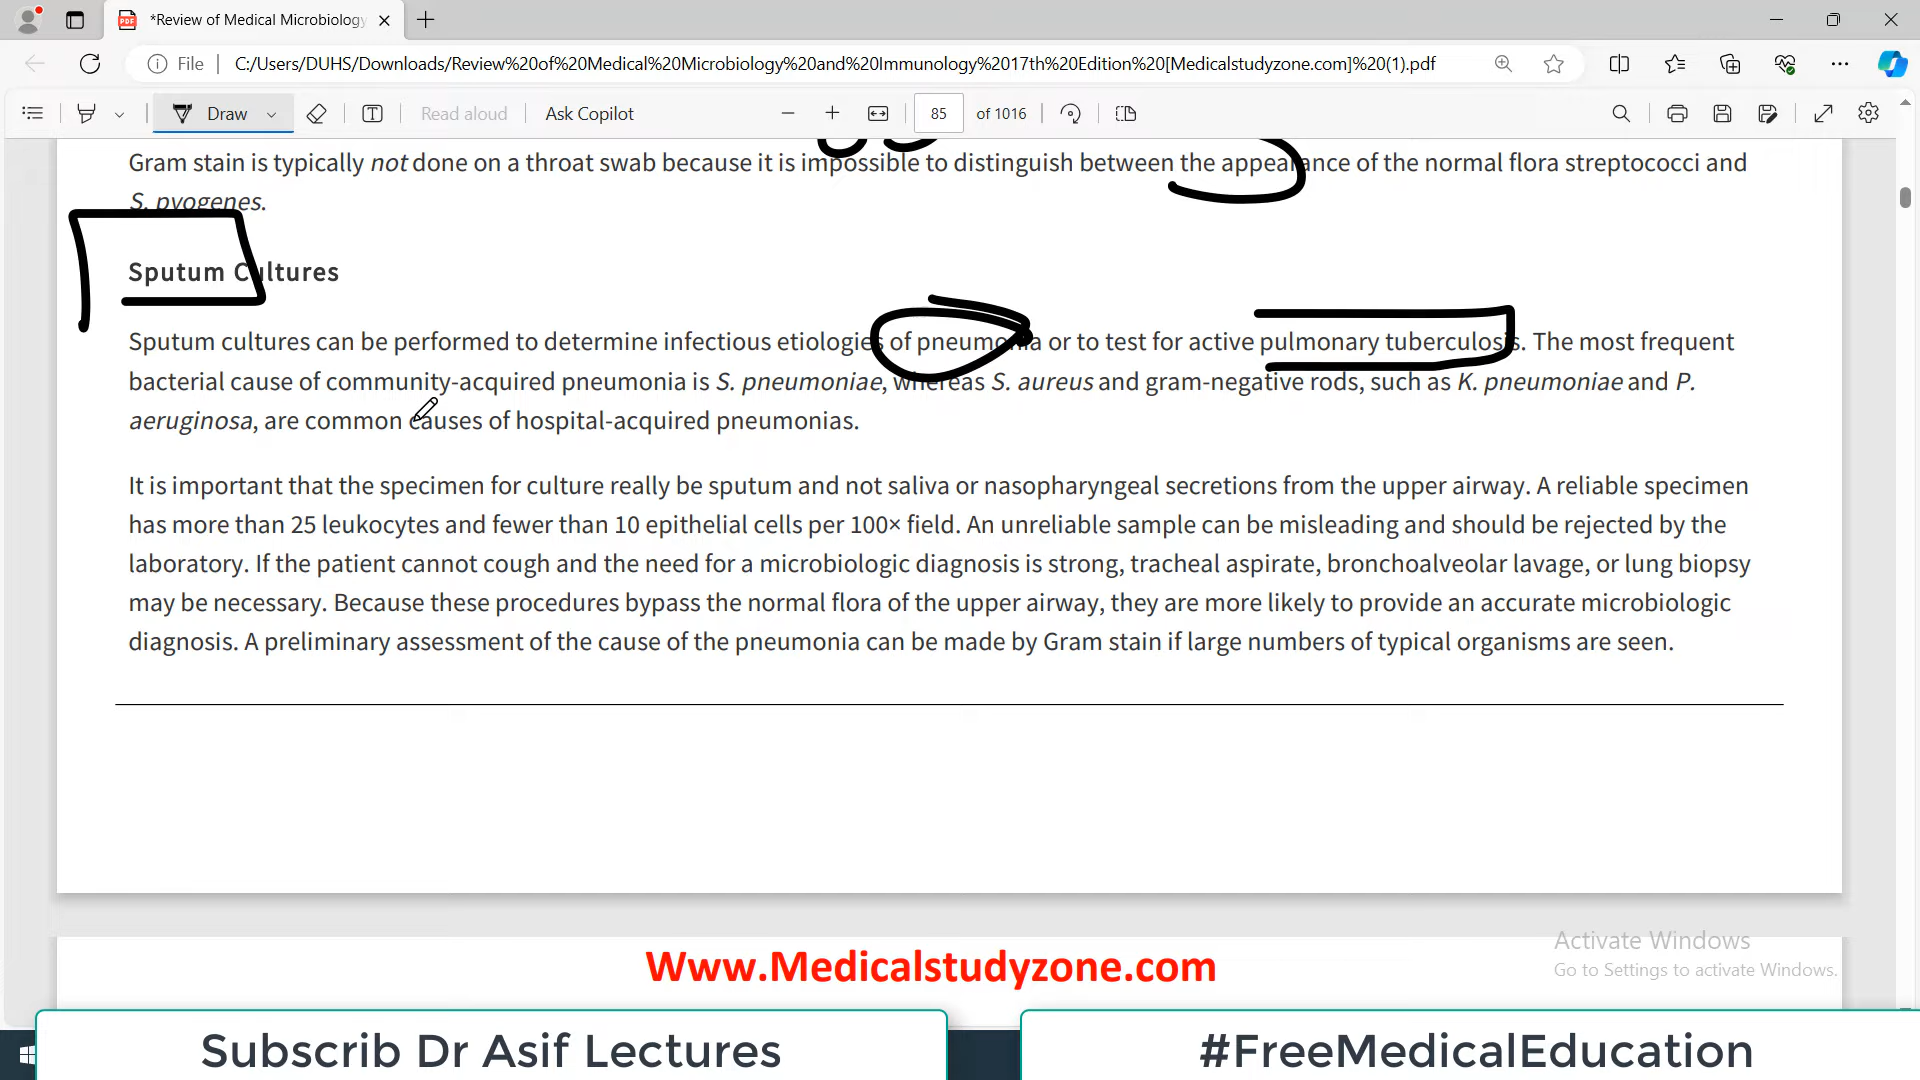 *Review of Medical Microbiology
File
C:/Users/DUHS/Downloads/Review%20of%20Medical%20Microbiology%20and%20Immunology%2017th%20Edition%20[Medicalstudyzone.com]%20(1).pdf
Draw
Read aloud
Ask Copilot
85 of 1016
Gram stain is typically not done on a throat swab because it is impossible to distinguish between the appearance of the normal flora streptococci and
S. pyogenes.
Sputum Cultures
Sputum cultures can be performed to determine infectious etiologies of pneumonia or to test for active pulmonary tuberculosis. The most frequent
bacterial cause of community-acquired pneumonia is S. pneumoniae, whereas S. aureus and gram-negative rods, such as K. pneumoniae and P.
aeruginosa, are common causes of hospital-acquired pneumonias.
It is important that the specimen for culture really be sputum and not saliva or nasopharyngeal secretions from the upper airway. A reliable specimen
has more than 25 leukocytes and fewer than 10 epithelial cells per 100× field. An unreliable sample can be misleading and should be rejected by the
laboratory. If the patient cannot cough and the need for a microbiologic diagnosis is strong, tracheal aspirate, bronchoalveolar lavage, or lung biopsy
may be necessary. Because these procedures bypass the normal flora of the upper airway, they are more likely to provide an accurate microbiologic
diagnosis. A preliminary assessment of the cause of the pneumonia can be made by Gram stain if large numbers of typical organisms are seen.
Activate Windows
Go to Settings to activate Windows.
Www.Medicalstudyzone.com
Subscrib Dr Asif Lectures
#FreeMedicalEducation